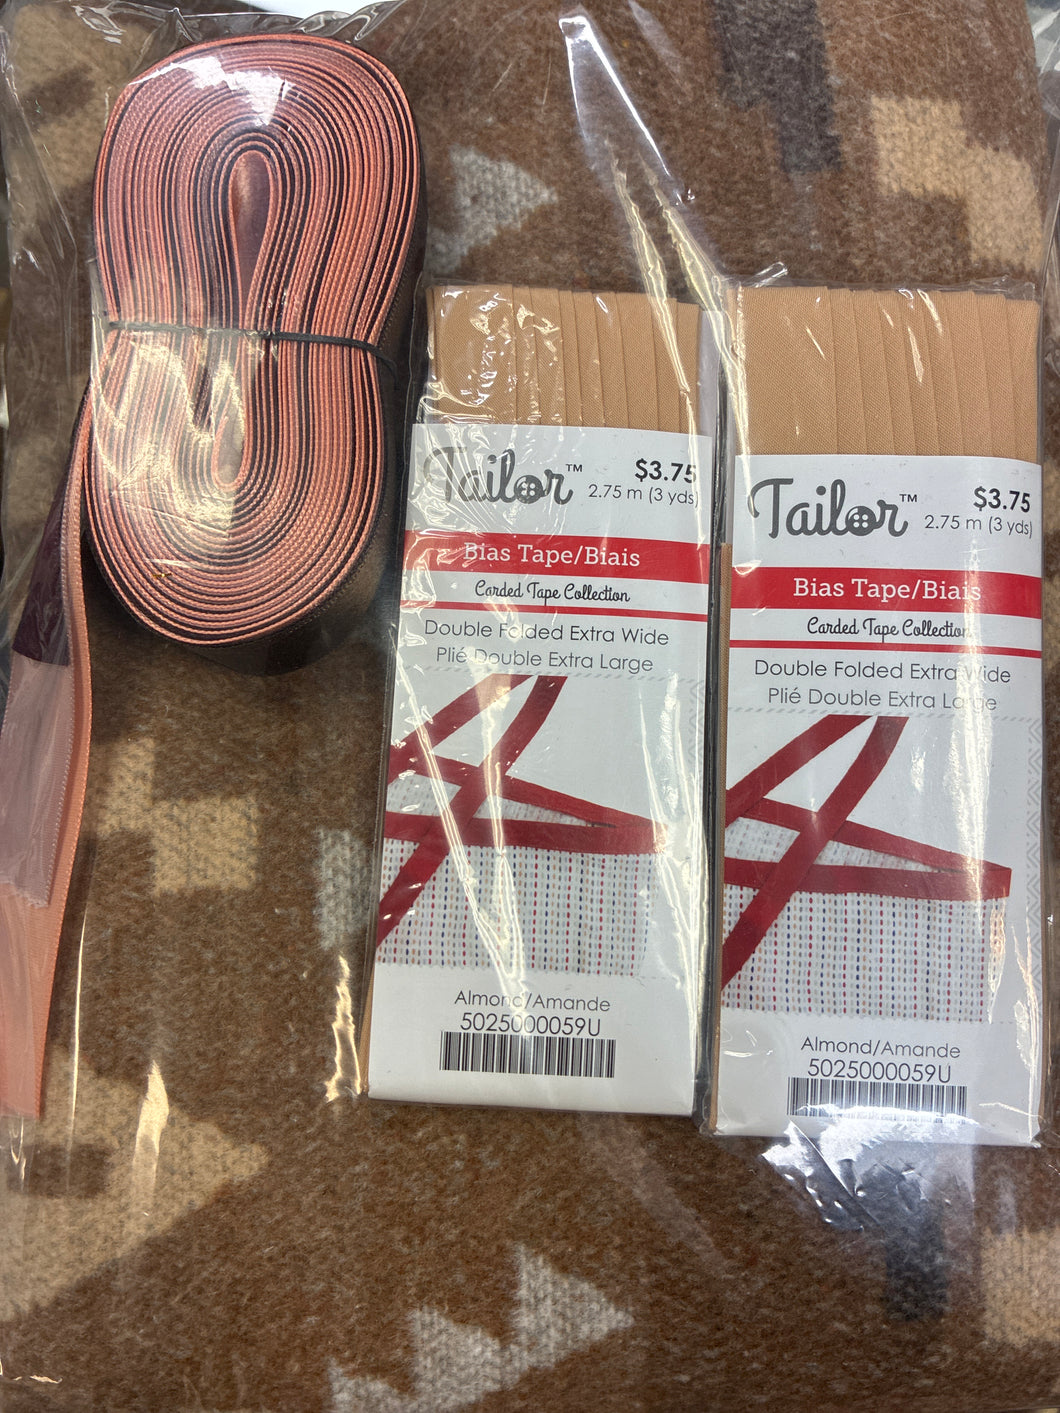 Tailor™
$3.75
2.75 m (3 yds)
Bias Tape/Biais
Carded Tape Collection
Double Folded Extra Wide
Plié Double Extra Large
Almond/Amande
5025000059U
Tailor™
$3.75
2.75 m (3 yds)
Bias Tape/Biais
Carded Tape Collection
Double Folded Extra Wide
Plié Double Extra Large
Almond/Amande
5025000059U